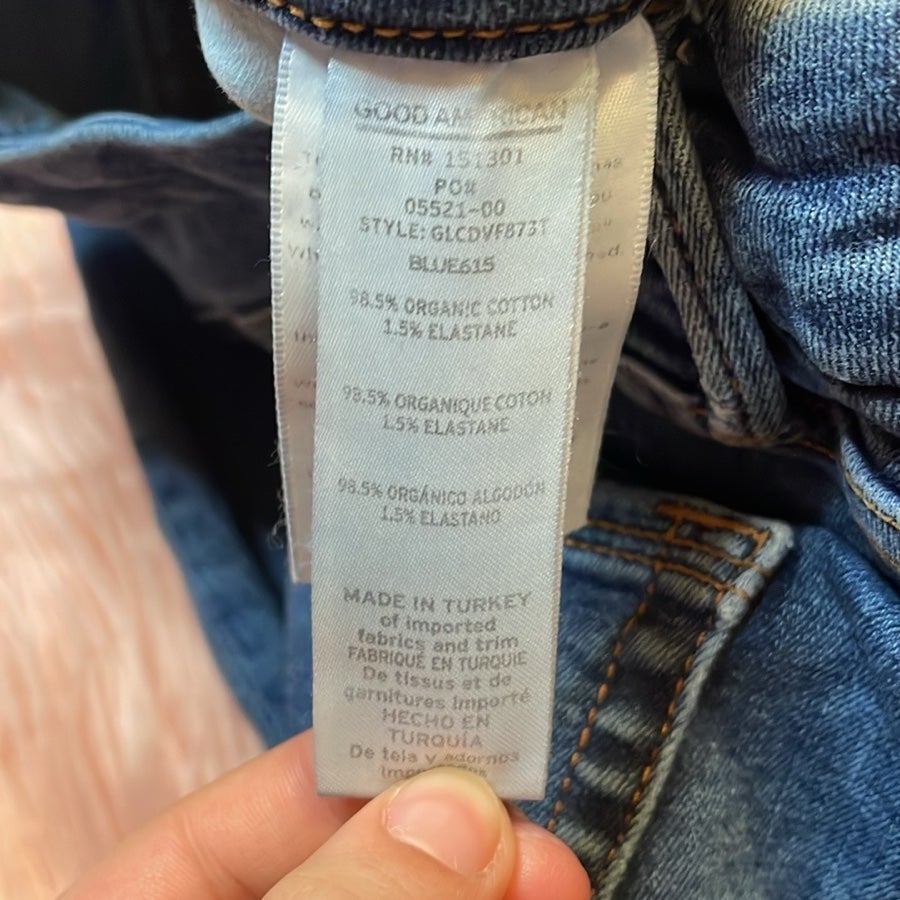 GOOD AMERICAN
RN# 151301
PO#
05521-00
STYLE: GLCDVF873T
BLUE615
98.5% ORGANIC COTTON
1.5% ELASTANE
98.5% ORGANIQUE COTON
1.5% ELASTANE
98.5% ORGÁNICO ALGODÓN
1.5% ELASTANO
MADE IN TURKEY
of imported
fabrics and trim
FABRIQUÉ EN TURQUIE
De tissus et de
garnitures importé
HECHO EN
TURQUÍA
De tela y adornos